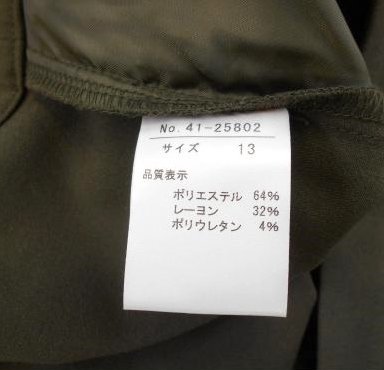 No. 41-25802
サイズ 13
品質表示
ポリエステル 64%
レーヨン 32%
ポリウレタン 4%